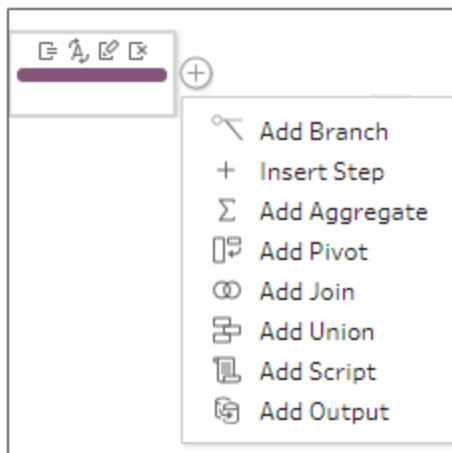 Add Branch
Insert Step
Add Aggregate
Add Pivot
Add Join
Add Union
Add Script
Add Output